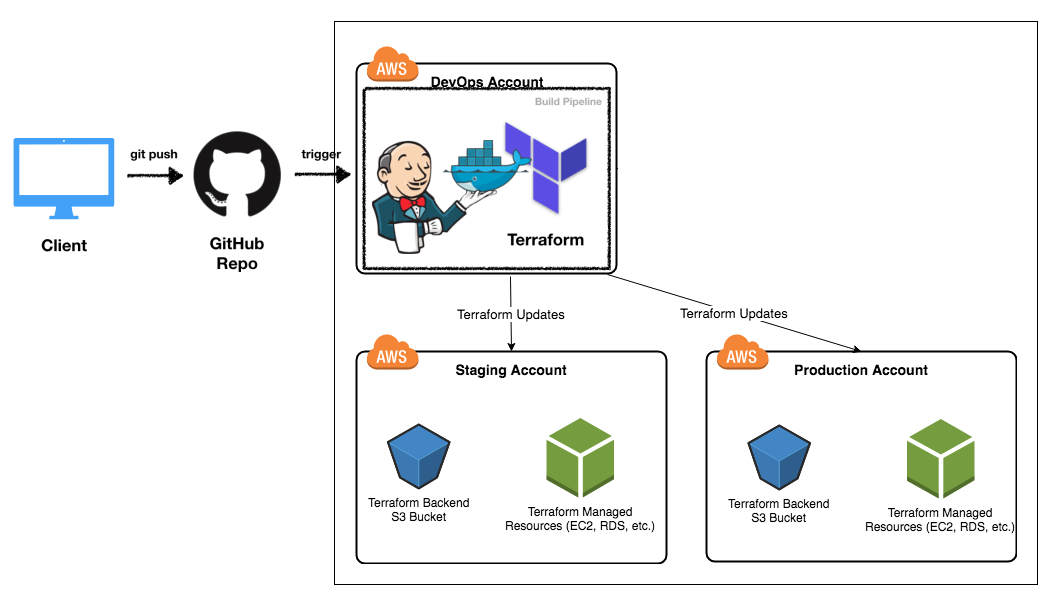 AWS
DevOps Account
Build Pipeline
git push
trigger
Client
GitHub
Repo
Terraform
Terraform Updates
Terraform Updates
AWS
Staging Account
AWS
Production Account
Terraform Backend
S3 Bucket
Terraform Managed
Resources (EC2, RDS, etc.)
Terraform Backend
S3 Bucket
Terraform Managed
Resources (EC2, RDS, etc.)